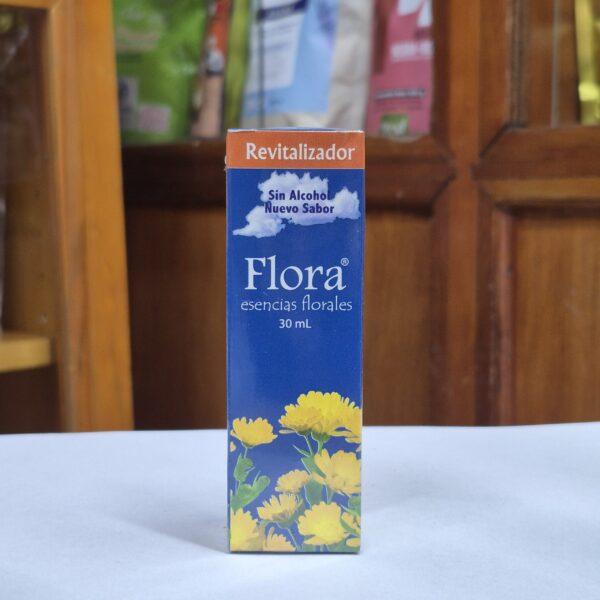 Revitalizador
Sin Alcohol
Nuevo Sabor
Flora®
esencias florales
30 mL